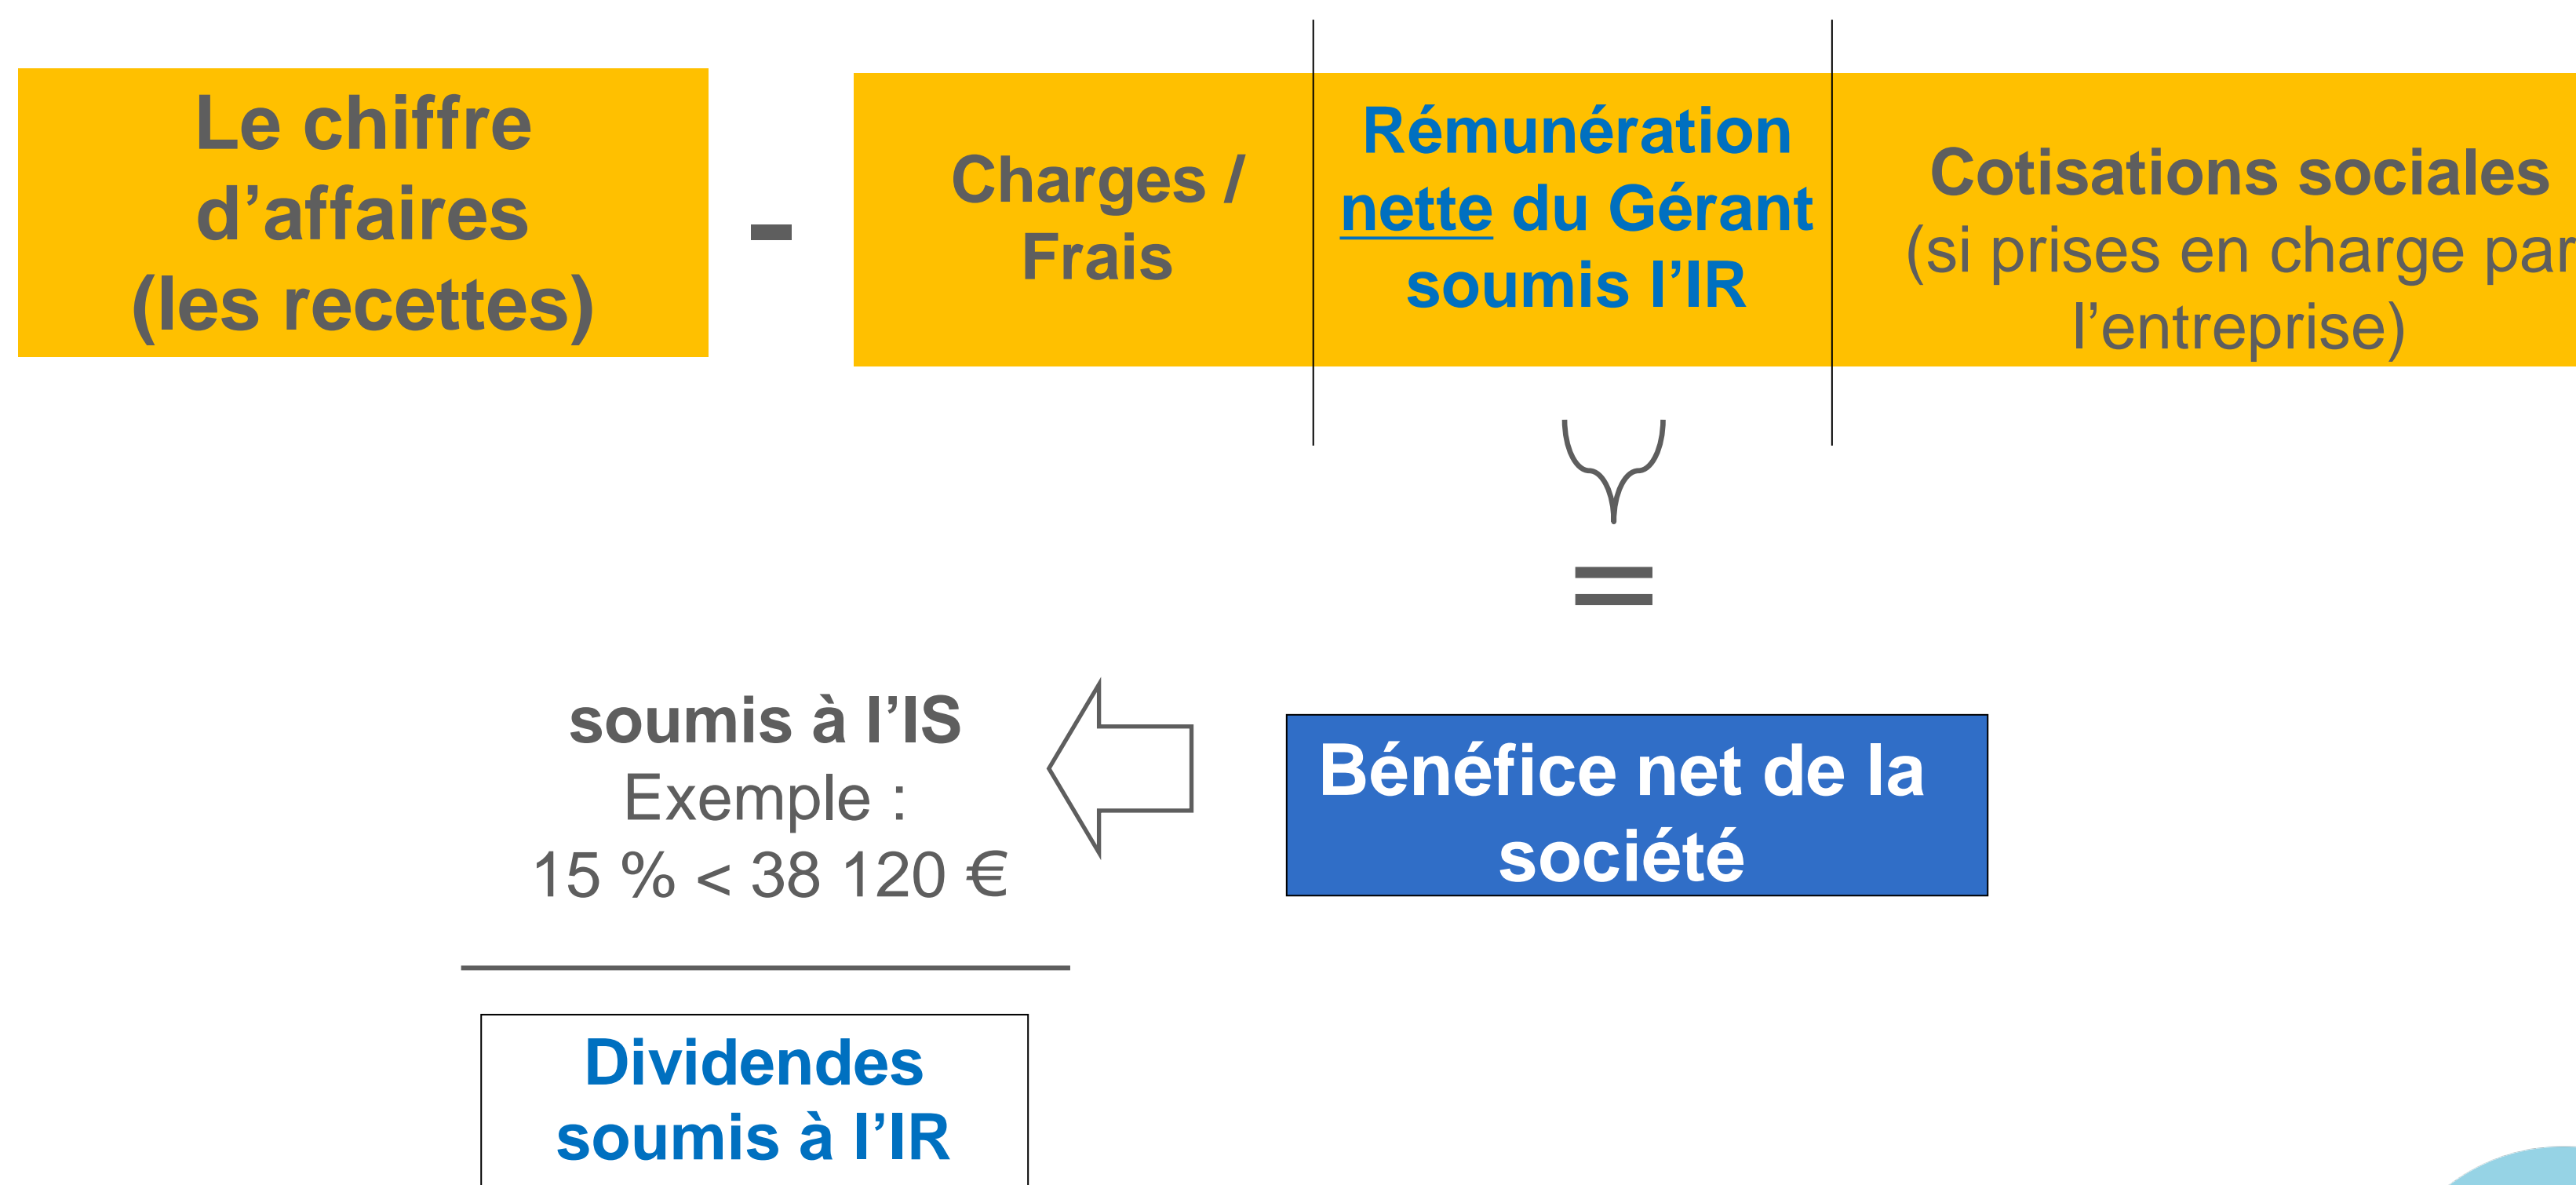 Le chiffre
d’affaires
(les recettes)
-
Charges /
Frais
Rémunération
nette du Gérant
soumis l’IR
Cotisations sociales
(si prises en charge par
l’entreprise)
=
soumis à l’IS
Exemple :
15 % < 38 120 €
Bénéfice net de la
société
Dividendes
soumis à l’IR